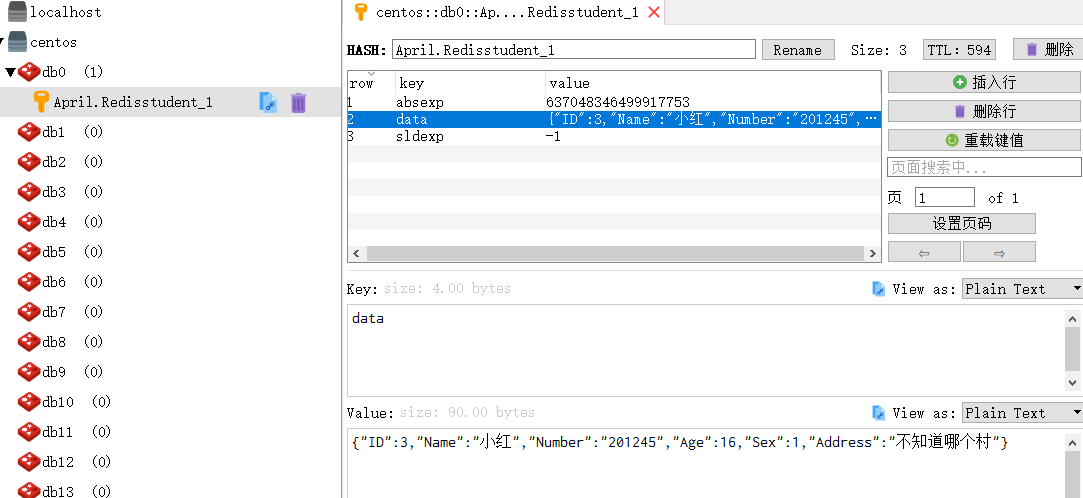 localhost
centos
db0 (1)
April.Redisstudent_1
db1 (0)
db2 (0)
db3 (0)
db4 (0)
db5 (0)
db6 (0)
db7 (0)
db8 (0)
db9 (0)
db10 (0)
db11 (0)
db12 (0)
db13 (0)
centos::db0::Ap....Redisstudent_1
HASH: April.Redisstudent_1 Rename Size: 3 TTL: 594 删除
row key value
1 absexp 637048346499917753
2 data {"ID":3,"Name":"小红","Number":"201245",...
3 sldexp -1
插入行
删除行
重载键值
页面搜索中...
页 1 of 1
设置页码
⇦ ⇨
Key: size: 4.00 bytes View as: Plain Text
data
Value: size: 90.00 bytes View as: Plain Text
{"ID":3,"Name":"小红","Number":"201245","Age":16,"Sex":1,"Address":"不知道哪个村"}